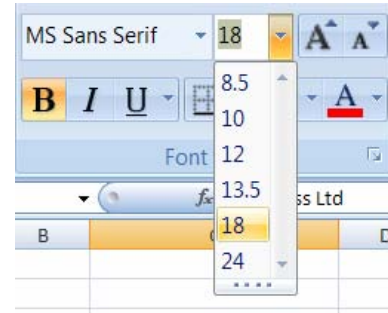 MS Sans Serif 18 A A
B I U A
8.5
10
12
13.5
18
24
Font
fx ss Ltd
B